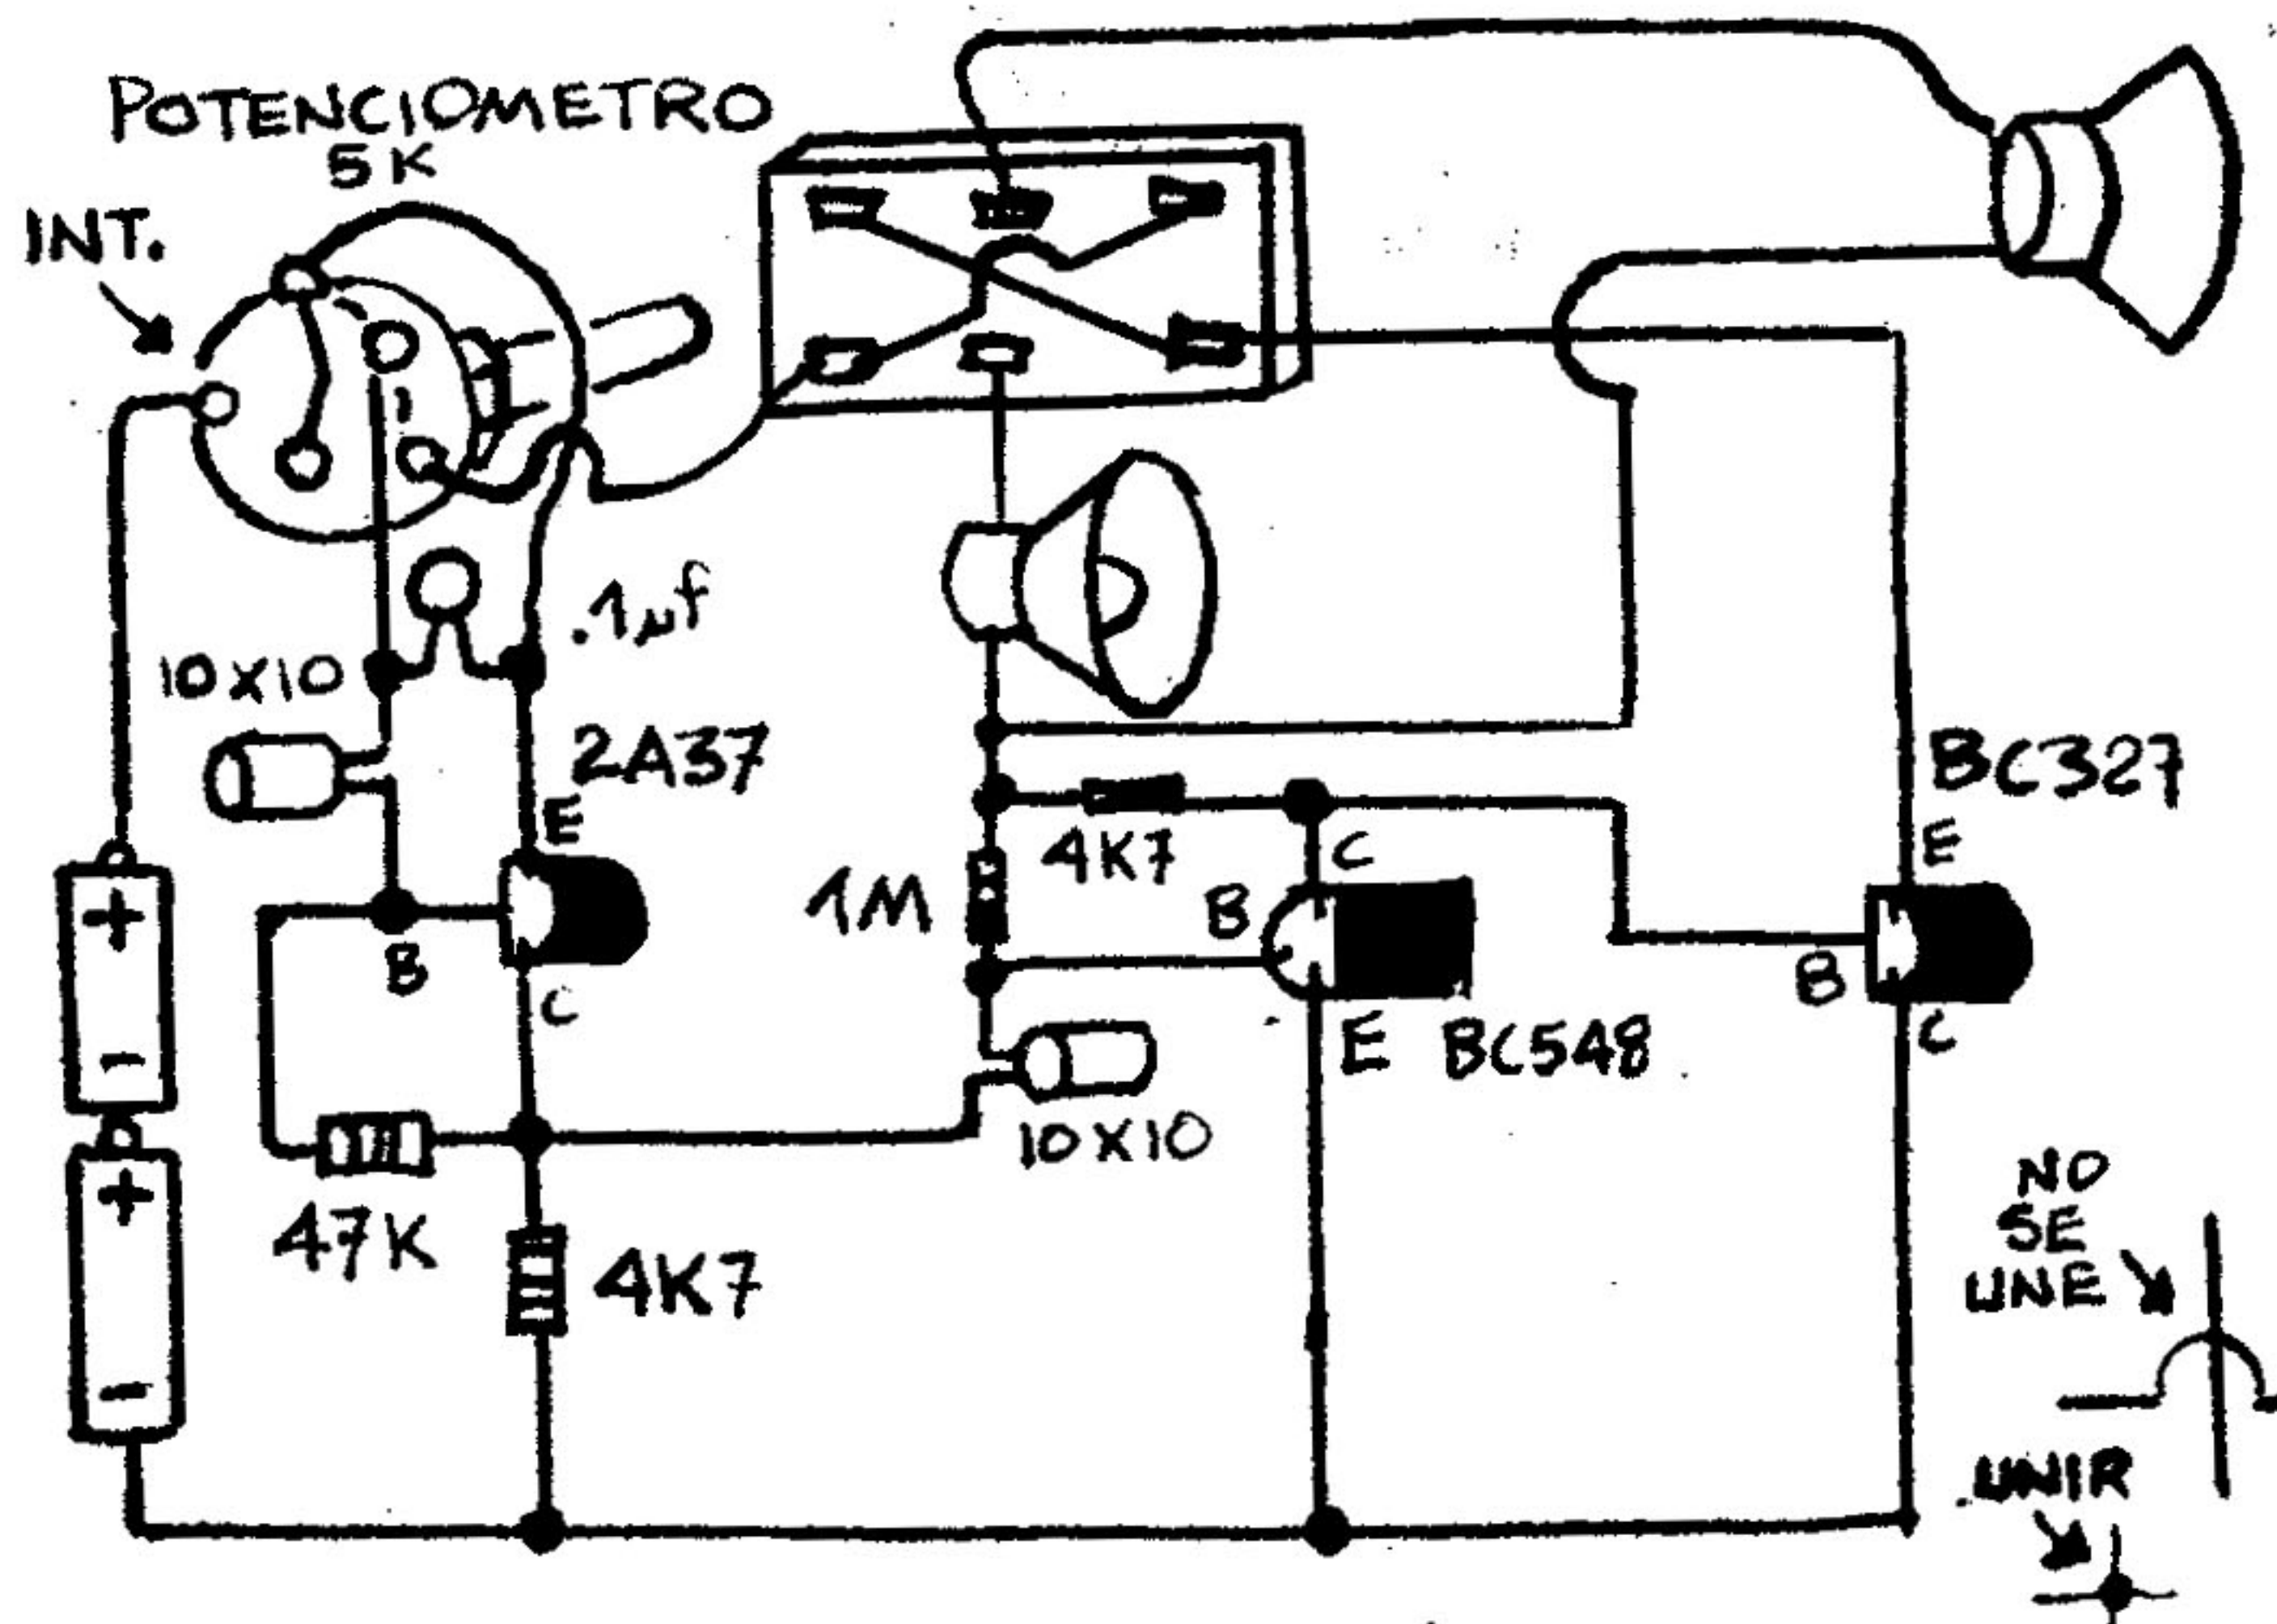 POTENCIOMETRO
5K
INT.
.1µf
10X10
2A37
E
B
C
+
-
+
-
47K
4K7
1M
4K7
C
B
E
BC548
10X10
BC327
E
B
C
NO
SE
UNE
UNIR